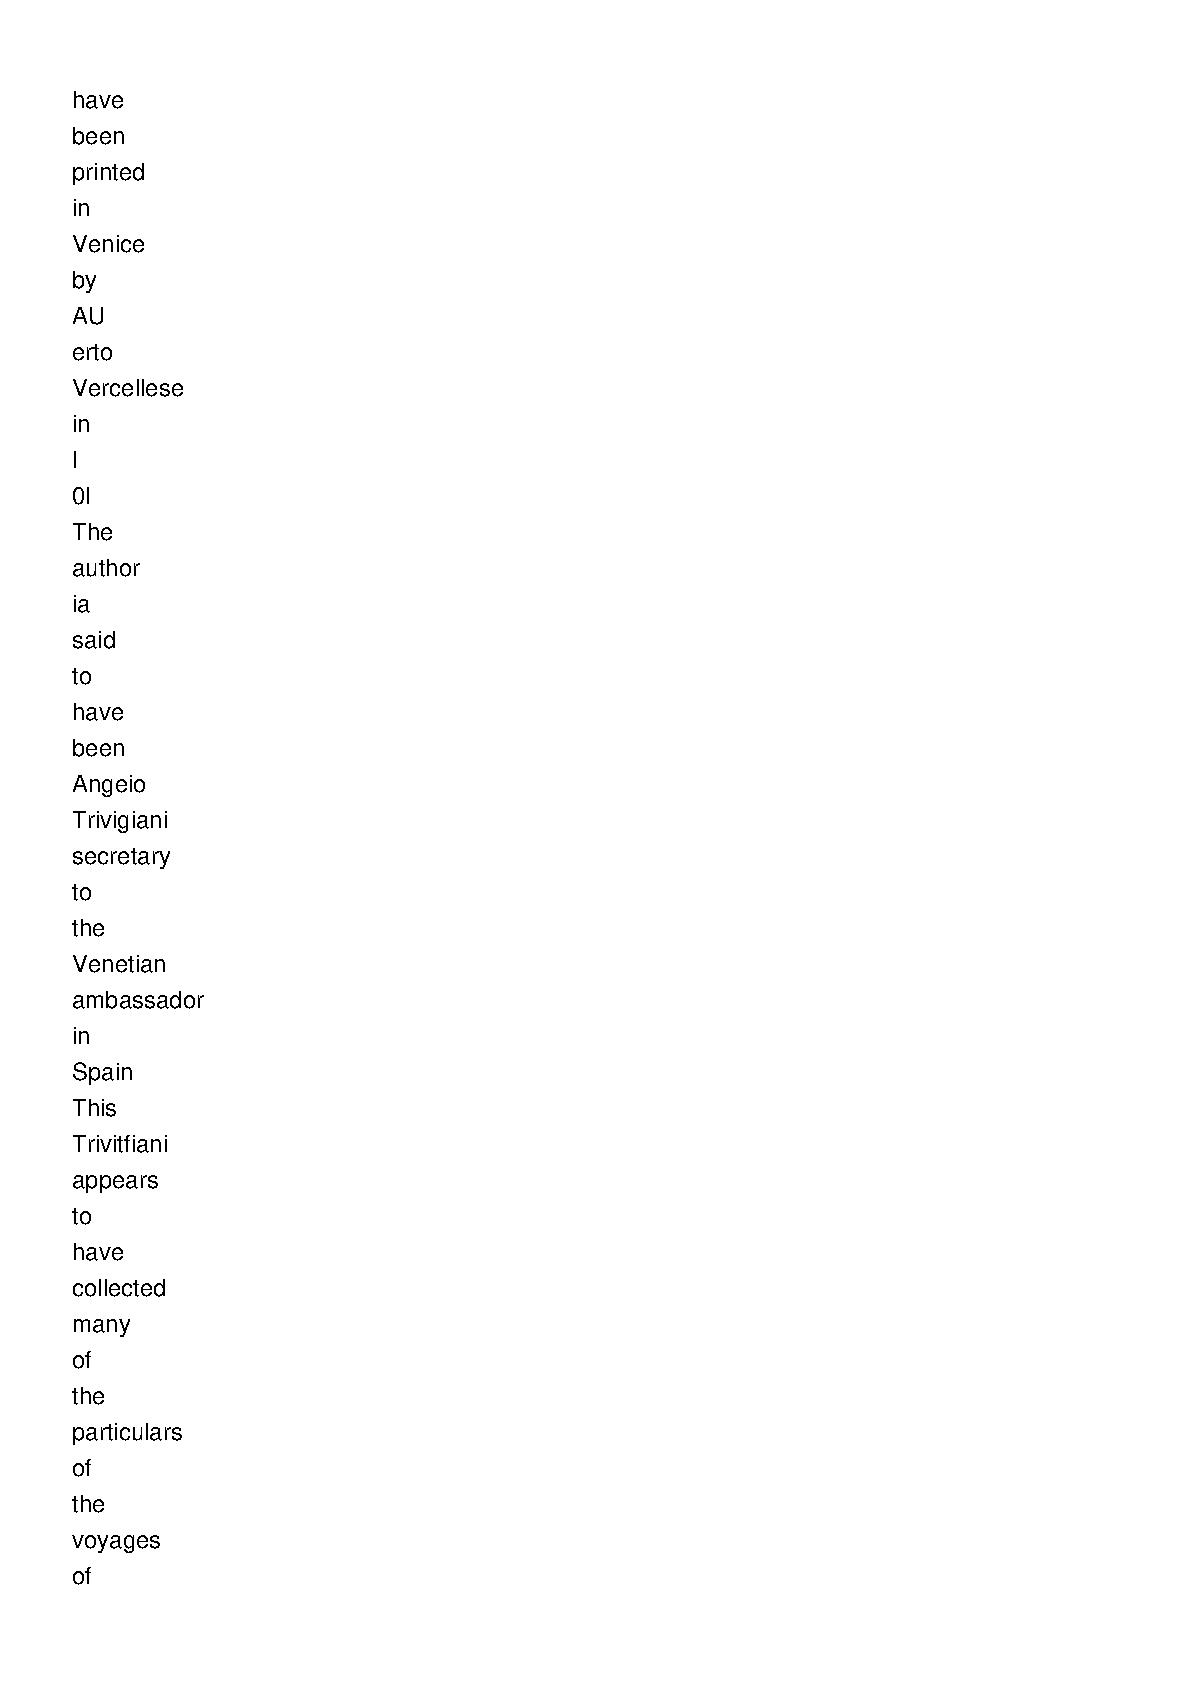 have
been
printed
in
Venice
by
AU
erto
Vercellese
in
l
0l
The
author
ia
said
to
have
been
Angeio
Trivigiani
secretary
to
the
Venetian
ambassador
in
Spain
This
Trivitfiani
appears
to
have
collected
many
of
the
particulars
of
the
voyages
of